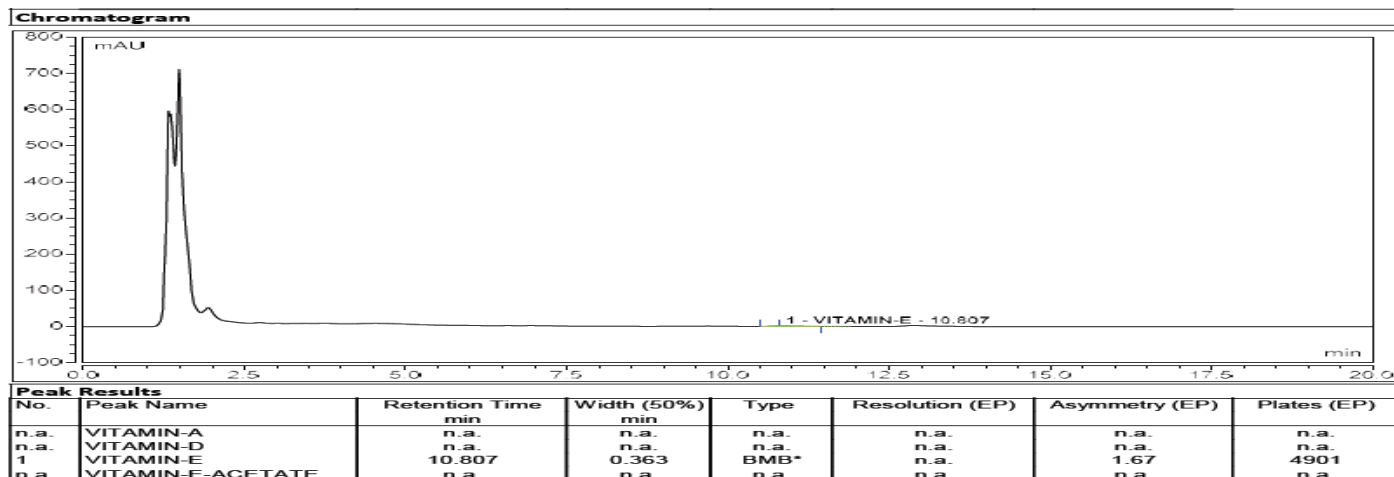 Chromatogram
800
mAU
700
600
500
400
300
200
100
0
1 - VITAMIN-E - 10.807
min
-100
0.0 2.5 5.0 7.5 10.0 12.5 15.0 17.5 20.0
Peak Results
No. Peak Name Retention Time Width (50%) Type Resolution (EP) Asymmetry (EP) Plates (EP)
min min
n.a. VITAMIN-A n.a. n.a. n.a. n.a. n.a. n.a.
n.a. VITAMIN-D n.a. n.a. n.a. n.a. n.a. n.a.
1 VITAMIN-E 10.807 0.363 BMB* n.a. 1.67 4901
n.a. VITAMIN-E-ACETATE n.a. n.a. n.a. n.a. n.a. n.a.